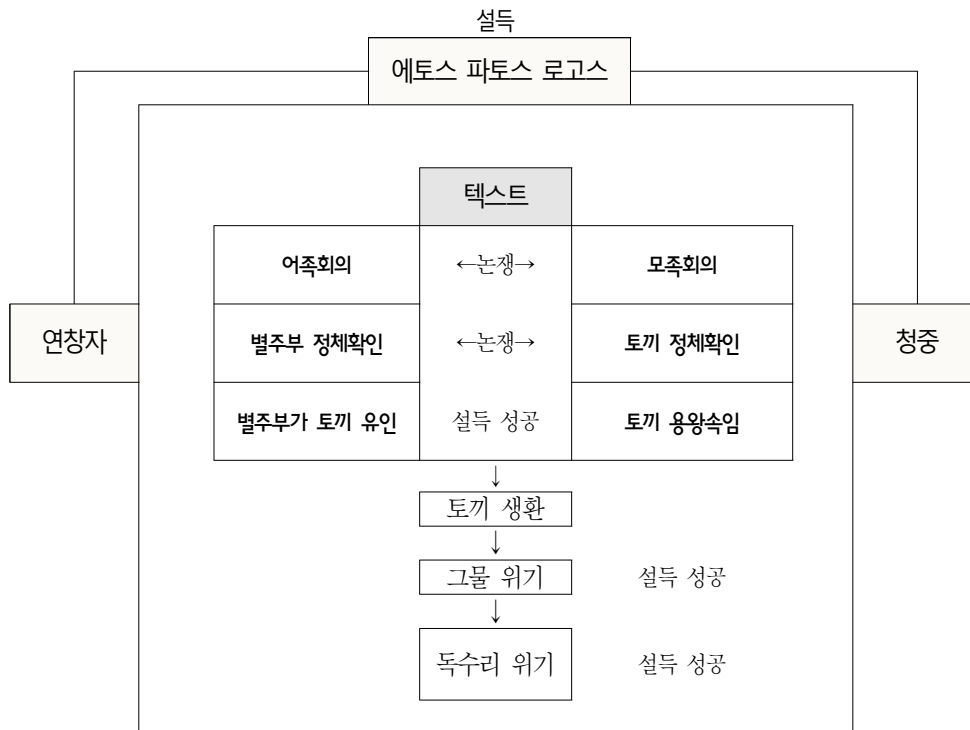 설득
에토스 파토스 로고스
텍스트
어족회의 ←논쟁→ 모족회의
연창자 별주부 정체확인 ←논쟁→ 토끼 정체확인 청중
별주부가 토끼 유인 설득 성공 토끼 용왕속임
↓
토끼 생환
↓
그물 위기 설득 성공
↓
독수리 위기 설득 성공